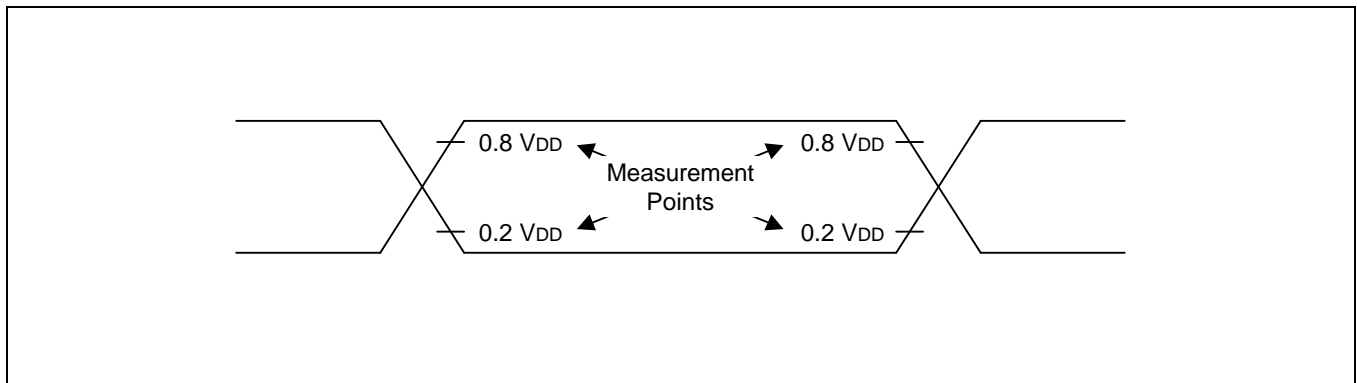 0.8 VDD 0.8 VDD
Measurement
Points
0.2 VDD 0.2 VDD